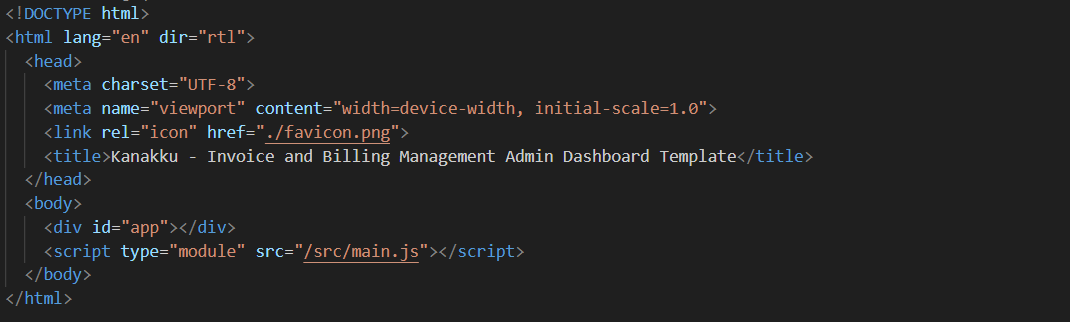 <!DOCTYPE html>
<html lang="en" dir="rtl">
  <head>
    <meta charset="UTF-8">
    <meta name="viewport" content="width=device-width, initial-scale=1.0">
    <link rel="icon" href="./favicon.png">
    <title>Kanakku - Invoice and Billing Management Admin Dashboard Template</title>
  </head>
  <body>
    <div id="app"></div>
    <script type="module" src="/src/main.js"></script>
  </body>
</html>